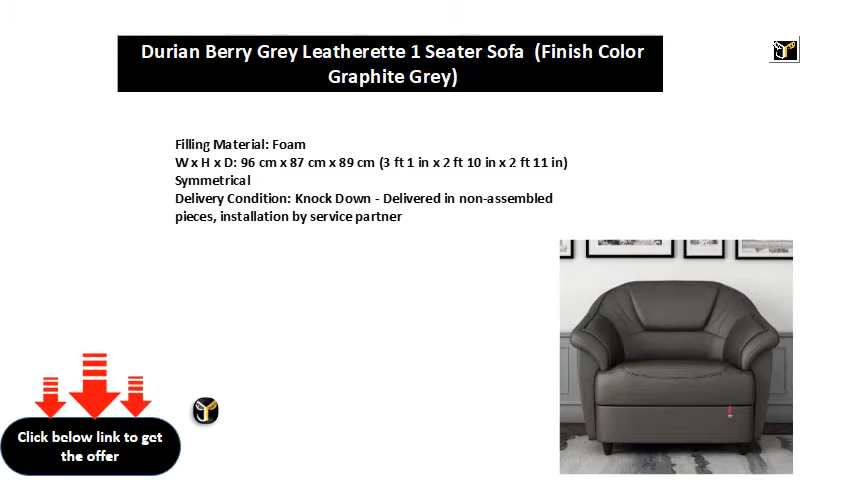 Durian Berry Grey Leatherette 1 Seater Sofa  (Finish Color
Graphite Grey)
Filling Material: Foam
W x H x D: 96 cm x 87 cm x 89 cm (3 ft 1 in x 2 ft 10 in x 2 ft 11 in)
Symmetrical
Delivery Condition: Knock Down - Delivered in non-assembled
pieces, installation by service partner
Click below link to get
the offer